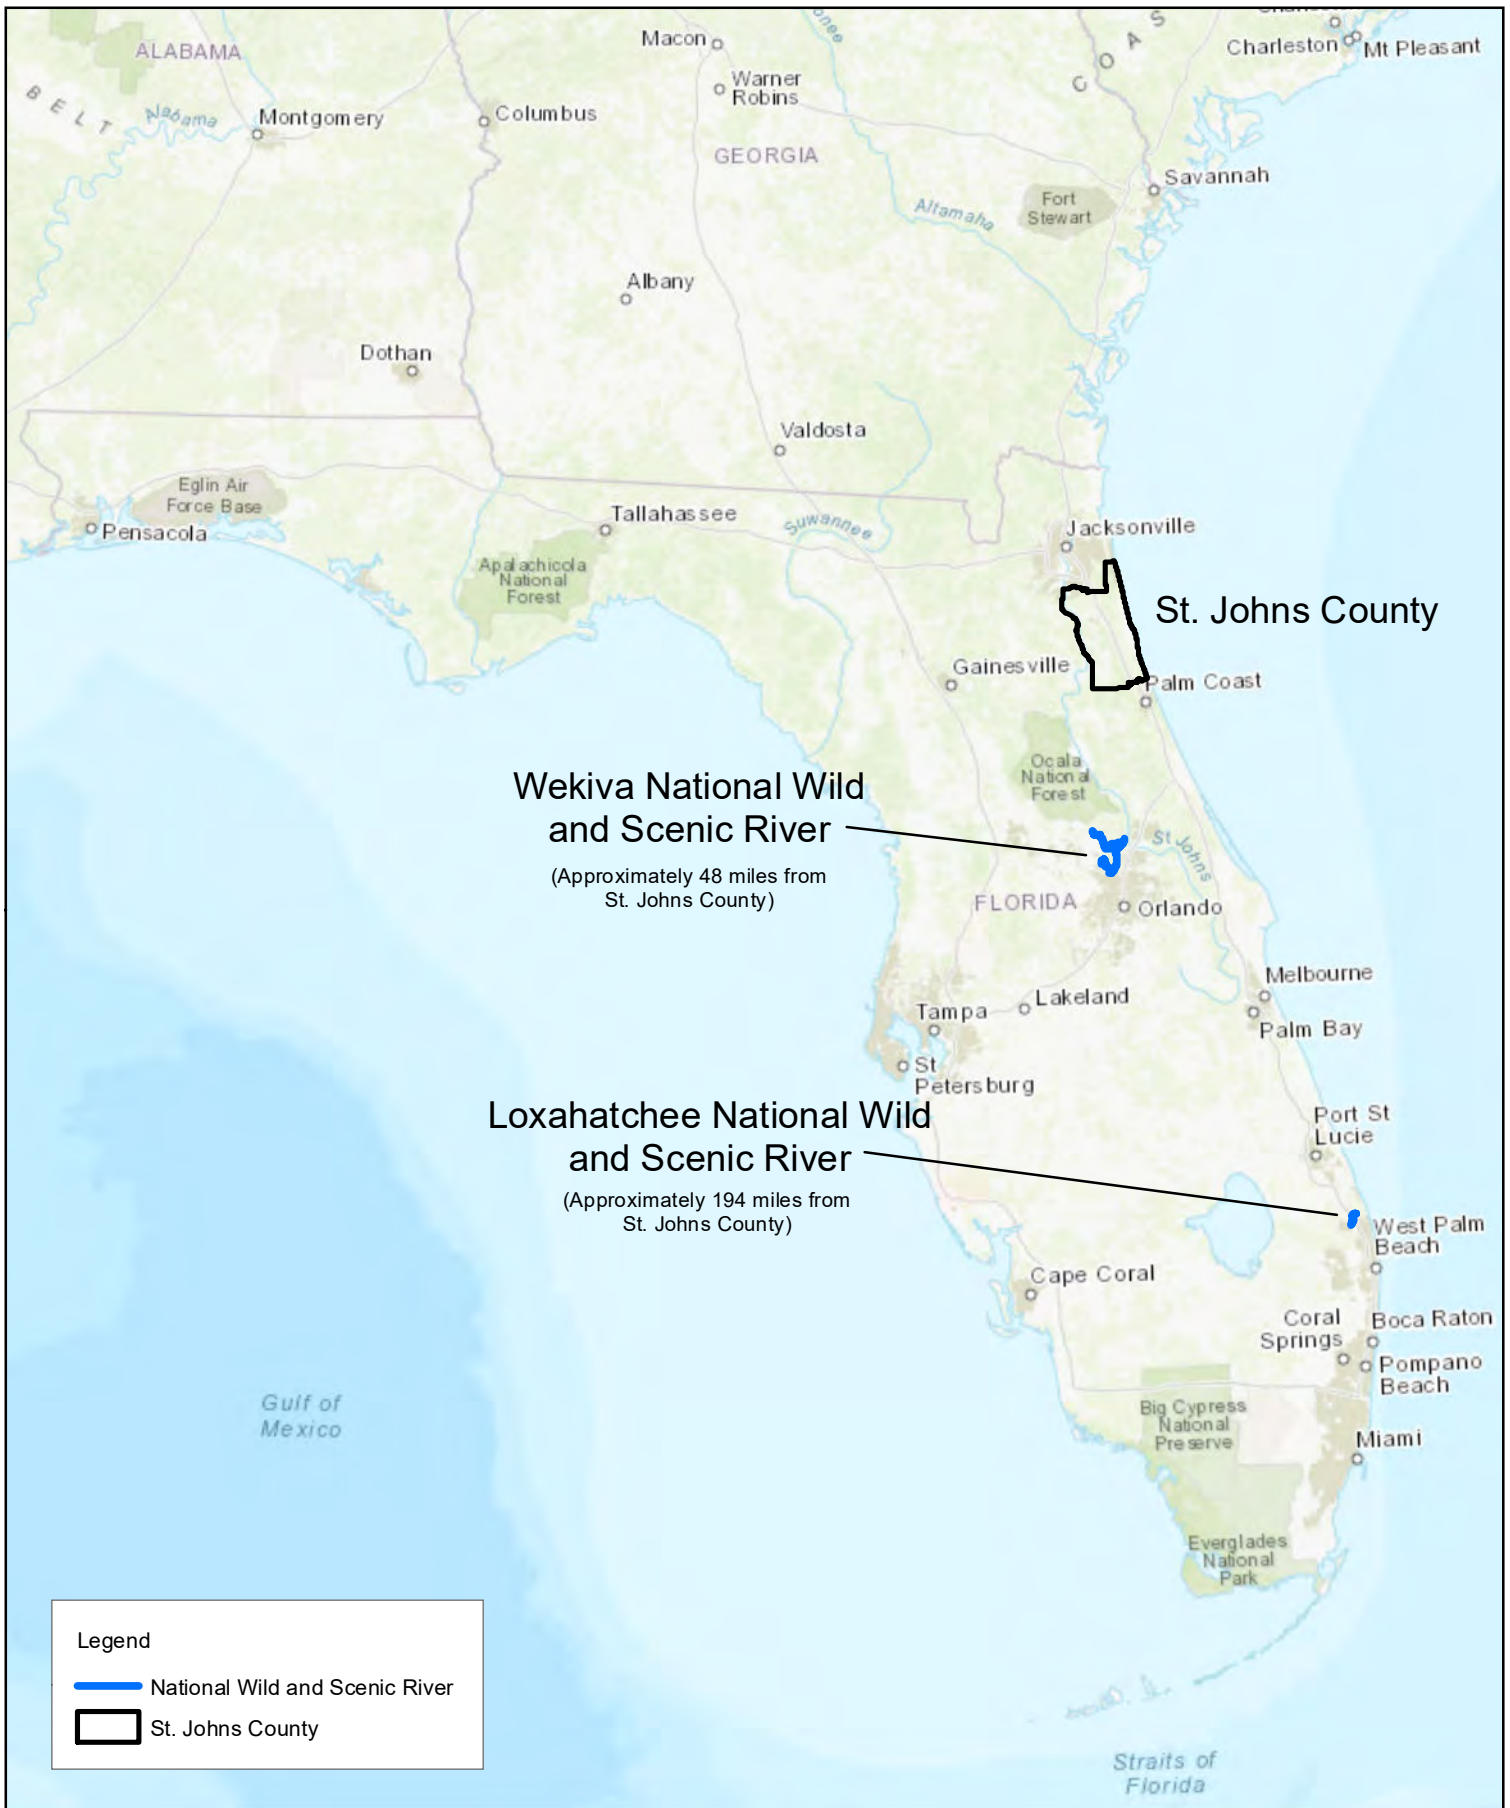 Macon
Charleston
Mt Pleasant
ALABAMA
COAS
Warner
Robins
BELT
Alabama
Montgomery
Columbus
GEORGIA
Savannah
Fort
Stewart
Altamaha
Albany
Dothan
Valdosta
Eglin Air
Force Base
Pensacola
Tallahassee
Suwannee
Jacksonville
Apalachicola
National
Forest
St. Johns County
Gainesville
Palm Coast
Ocala
National
Forest
Wekiva National Wild
and Scenic River
(Approximately 48 miles from
St. Johns County)
St Johns
FLORIDA
Orlando
Melbourne
Lakeland
Tampa
Palm Bay
St
Petersburg
Loxahatchee National Wild
and Scenic River
(Approximately 194 miles from
St. Johns County)
Port St
Lucie
West Palm
Beach
Cape Coral
Coral
Springs
Boca Raton
Pompano
Beach
Gulf of
Mexico
Big Cypress
National
Preserve
Miami
Everglades
National
Park
Legend
National Wild and Scenic River
St. Johns County
Straits of
Florida